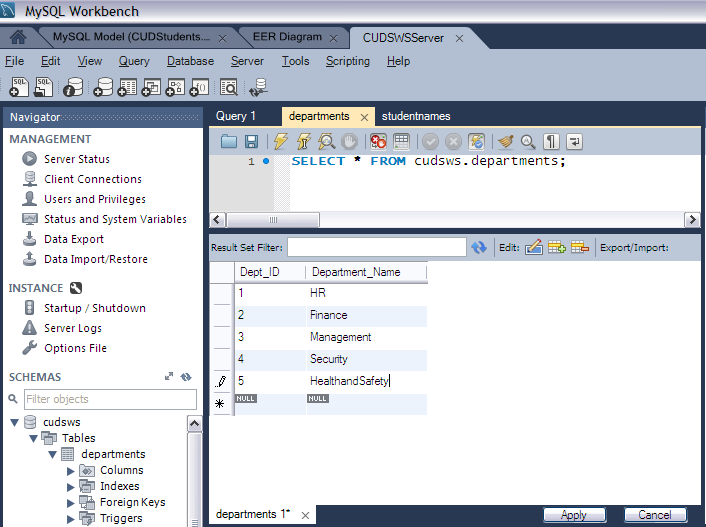 MySQL Workbench
MySQL Model (CUDStudents.... × EER Diagram × CUDSWSServer ×
File Edit View Query Database Server Tools Scripting Help
SQL SQL
Navigator
MANAGEMENT
Server Status
Client Connections
Users and Privileges
Status and System Variables
Data Export
Data Import/Restore
INSTANCE
Startup / Shutdown
Server Logs
Options File
SCHEMAS
Filter objects
cudsws
Tables
departments
Columns
Indexes
Foreign Keys
Triggers
Query 1 departments × studentnames
1 SELECT * FROM cudsws.departments;
Result Set Filter: Edit: Export/Import:
Dept_ID Department_Name
1 HR
2 Finance
3 Management
4 Security
5 HealthandSafety
* NULL NULL
departments 1* ×
Apply Cancel